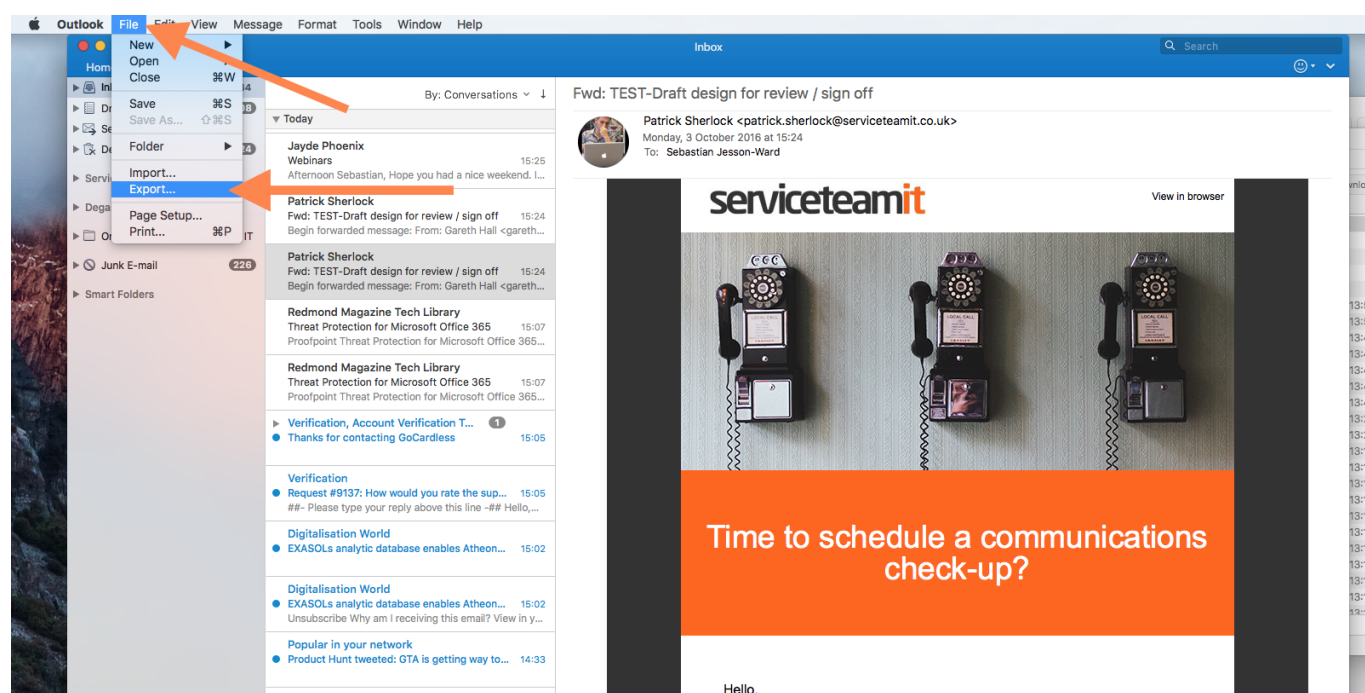 Outlook File Edit View Message Format Tools Window Help
Inbox
Search
New
Open
Close ⌘W
Save ⌘S
Save As... ⇧⌘S
Folder
Import...
Export...
Page Setup...
Print... ⌘P
Junk E-mail 226
Smart Folders
By: Conversations ↓
Today
Jayde Phoenix
Webinars 15:25
Afternoon Sebastian, Hope you had a nice weekend. I...
Patrick Sherlock
Fwd: TEST-Draft design for review / sign off 15:24
Begin forwarded message: From: Gareth Hall <gareth...
Patrick Sherlock
Fwd: TEST-Draft design for review / sign off 15:24
Begin forwarded message: From: Gareth Hall <gareth...
Redmond Magazine Tech Library
Threat Protection for Microsoft Office 365 15:07
Proofpoint Threat Protection for Microsoft Office 365...
Redmond Magazine Tech Library
Threat Protection for Microsoft Office 365 15:07
Proofpoint Threat Protection for Microsoft Office 365...
Verification, Account Verification T... 1
Thanks for contacting GoCardless 15:05
Verification
Request #9137: How would you rate the sup... 15:05
##- Please type your reply above this line -## Hello,...
Digitalisation World
EXASOLs analytic database enables Atheon... 15:02
Digitalisation World
EXASOLs analytic database enables Atheon... 15:02
Unsubscribe Why am I receiving this email? View in y...
Popular in your network
Product Hunt tweeted: GTA is getting way to... 14:33
Fwd: TEST-Draft design for review / sign off
Patrick Sherlock <patrick.sherlock@serviceteamit.co.uk>
Monday, 3 October 2016 at 15:24
To: Sebastian Jesson-Ward
serviceteamit
View in browser
LOCAL CALL
LOCAL CALL
LOCAL CALL
Time to schedule a communications
check-up?
Hello,